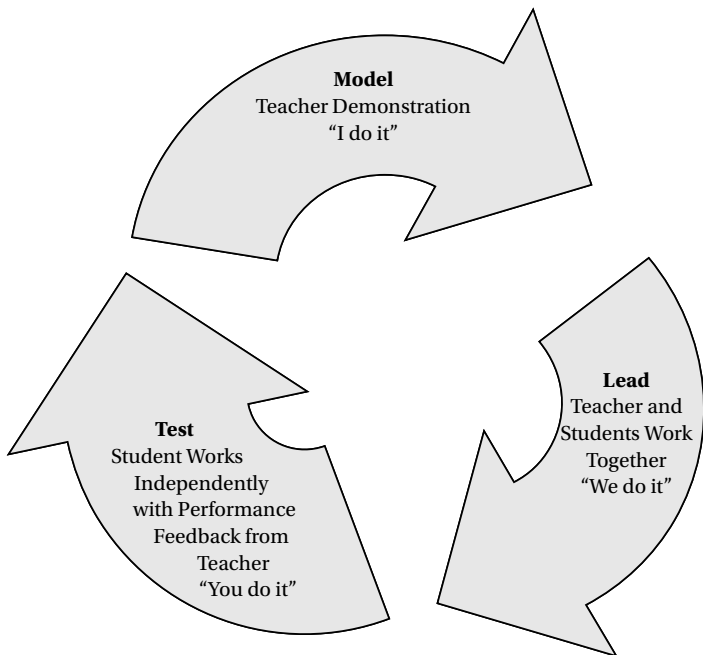 Model
Teacher Demonstration
“I do it”
Lead
Teacher and
Students Work
Together
“We do it”
Test
Student Works
Independently
with Performance
Feedback from
Teacher
“You do it”